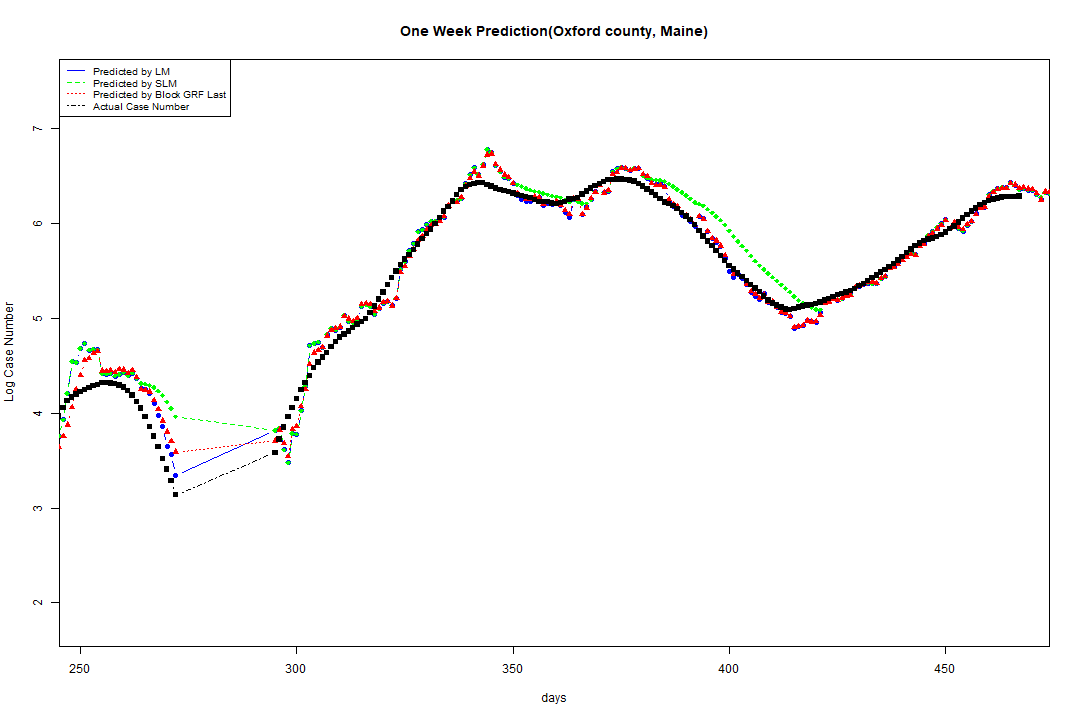 One Week Prediction(Oxford county, Maine)
Predicted by LM
Predicted by SLM
Predicted by Block GRF Last
Actual Case Number
7
6
5
4
3
2
Log Case Number
250 300 350 400 450
days